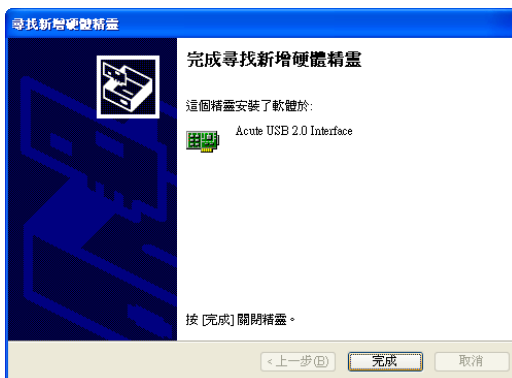 尋找新增硬體精靈
完成尋找新增硬體精靈
這個精靈安裝了軟體於:
Acute USB 2.0 Interface
按 [完成] 關閉精靈。
<上一步(B)
完成
取消